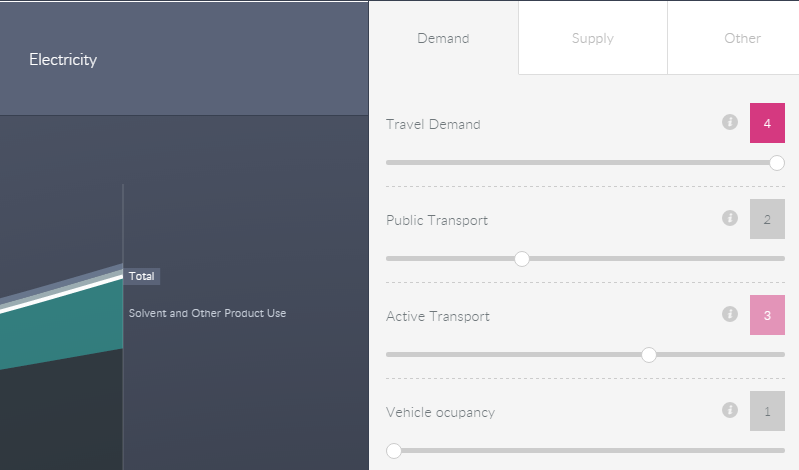 Electricity
Total
Solvent and Other Product Use
Demand
Supply
Other
Travel Demand
4
Public Transport
2
Active Transport
3
Vehicle ocupancy
1